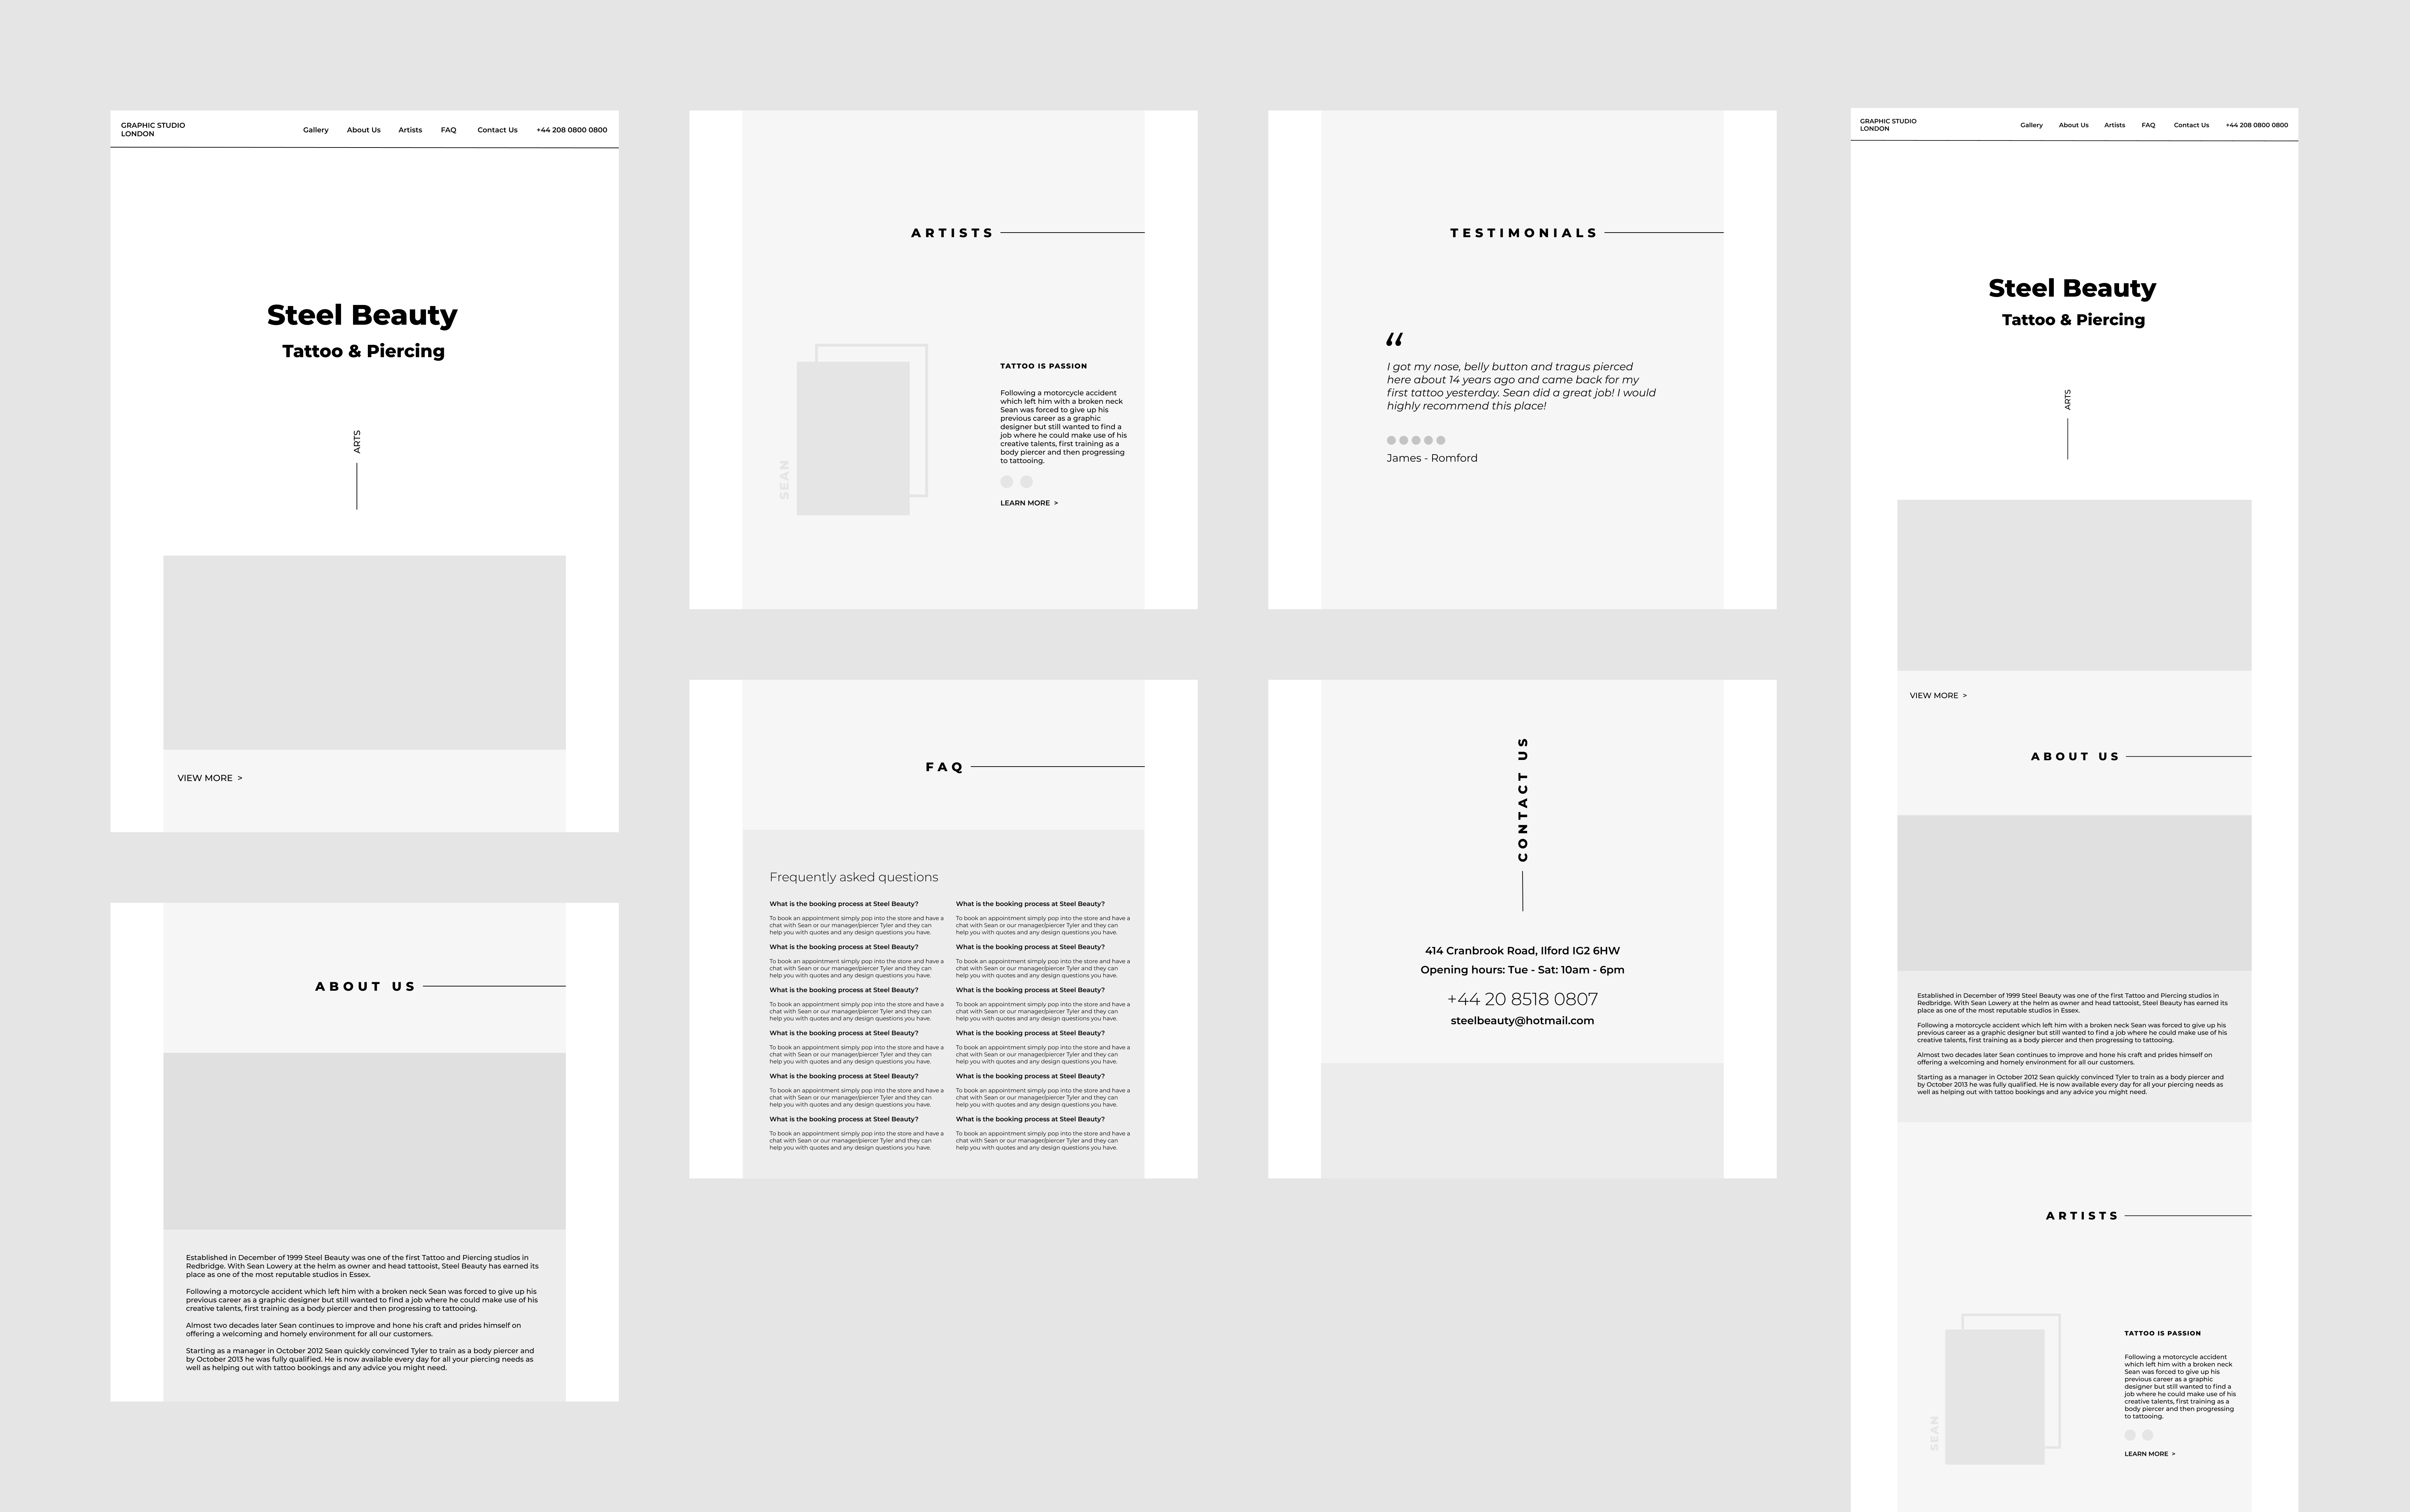 GRAPHIC STUDIO
LONDON
Gallery About Us Artists FAQ Contact Us +44 208 0800 0800
Steel Beauty
Tattoo & Piercing
ARTS
VIEW MORE >
ABOUT US
Established in December of 1999 Steel Beauty was one of the first Tattoo and Piercing studios in
Redbridge. With Sean Lowery at the helm as owner and head tattooist, Steel Beauty has earned its
place as one of the most reputable studios in Essex.
Following a motorcycle accident which left him with a broken neck Sean was forced to give up his
previous career as a graphic designer but still wanted to find a job where he could make use of his
creative talents, first training as a body piercer and then progressing to tattooing.
Almost two decades later Sean continues to improve and hone his craft and prides himself on
offering a welcoming and homely environment for all our customers.
Starting as a manager in October 2012 Sean quickly convinced Tyler to train as a body piercer and
by October 2013 he was fully qualified. He is now available every day for all your piercing needs as
well as helping out with tattoo bookings and any advice you might need.
ARTISTS
SEAN
TATTOO IS PASSION
Following a motorcycle accident
which left him with a broken neck
Sean was forced to give up his
previous career as a graphic
designer but still wanted to find a
job where he could make use of his
creative talents, first training as a
body piercer and then progressing
to tattooing.
LEARN MORE >
FAQ
Frequently asked questions
What is the booking process at Steel Beauty?
To book an appointment simply pop into the store and have a
chat with Sean or our manager/piercer Tyler and they can
help you with quotes and any design questions you have.
What is the booking process at Steel Beauty?
To book an appointment simply pop into the store and have a
chat with Sean or our manager/piercer Tyler and they can
help you with quotes and any design questions you have.
What is the booking process at Steel Beauty?
To book an appointment simply pop into the store and have a
chat with Sean or our manager/piercer Tyler and they can
help you with quotes and any design questions you have.
What is the booking process at Steel Beauty?
To book an appointment simply pop into the store and have a
chat with Sean or our manager/piercer Tyler and they can
help you with quotes and any design questions you have.
What is the booking process at Steel Beauty?
To book an appointment simply pop into the store and have a
chat with Sean or our manager/piercer Tyler and they can
help you with quotes and any design questions you have.
What is the booking process at Steel Beauty?
To book an appointment simply pop into the store and have a
chat with Sean or our manager/piercer Tyler and they can
help you with quotes and any design questions you have.
What is the booking process at Steel Beauty?
To book an appointment simply pop into the store and have a
chat with Sean or our manager/piercer Tyler and they can
help you with quotes and any design questions you have.
What is the booking process at Steel Beauty?
To book an appointment simply pop into the store and have a
chat with Sean or our manager/piercer Tyler and they can
help you with quotes and any design questions you have.
What is the booking process at Steel Beauty?
To book an appointment simply pop into the store and have a
chat with Sean or our manager/piercer Tyler and they can
help you with quotes and any design questions you have.
What is the booking process at Steel Beauty?
To book an appointment simply pop into the store and have a
chat with Sean or our manager/piercer Tyler and they can
help you with quotes and any design questions you have.
What is the booking process at Steel Beauty?
To book an appointment simply pop into the store and have a
chat with Sean or our manager/piercer Tyler and they can
help you with quotes and any design questions you have.
What is the booking process at Steel Beauty?
To book an appointment simply pop into the store and have a
chat with Sean or our manager/piercer Tyler and they can
help you with quotes and any design questions you have.
TESTIMONIALS
“
I got my nose, belly button and tragus pierced
here about 14 years ago and came back for my
first tattoo yesterday. Sean did a great job! I would
highly recommend this place!
James - Romford
CONTACT US
414 Cranbrook Road, Ilford IG2 6HW
Opening hours: Tue - Sat: 10am - 6pm
+44 20 8518 0807
steelbeauty@hotmail.com
GRAPHIC STUDIO
LONDON
Gallery About Us Artists FAQ Contact Us +44 208 0800 0800
Steel Beauty
Tattoo & Piercing
ARTS
VIEW MORE >
ABOUT US
Established in December of 1999 Steel Beauty was one of the first Tattoo and Piercing studios in
Redbridge. With Sean Lowery at the helm as owner and head tattooist, Steel Beauty has earned its
place as one of the most reputable studios in Essex.
Following a motorcycle accident which left him with a broken neck Sean was forced to give up his
previous career as a graphic designer but still wanted to find a job where he could make use of his
creative talents, first training as a body piercer and then progressing to tattooing.
Almost two decades later Sean continues to improve and hone his craft and prides himself on
offering a welcoming and homely environment for all our customers.
Starting as a manager in October 2012 Sean quickly convinced Tyler to train as a body piercer and
by October 2013 he was fully qualified. He is now available every day for all your piercing needs as
well as helping out with tattoo bookings and any advice you might need.
ARTISTS
SEAN
TATTOO IS PASSION
Following a motorcycle accident
which left him with a broken neck
Sean was forced to give up his
previous career as a graphic
designer but still wanted to find a
job where he could make use of his
creative talents, first training as a
body piercer and then progressing
to tattooing.
LEARN MORE >